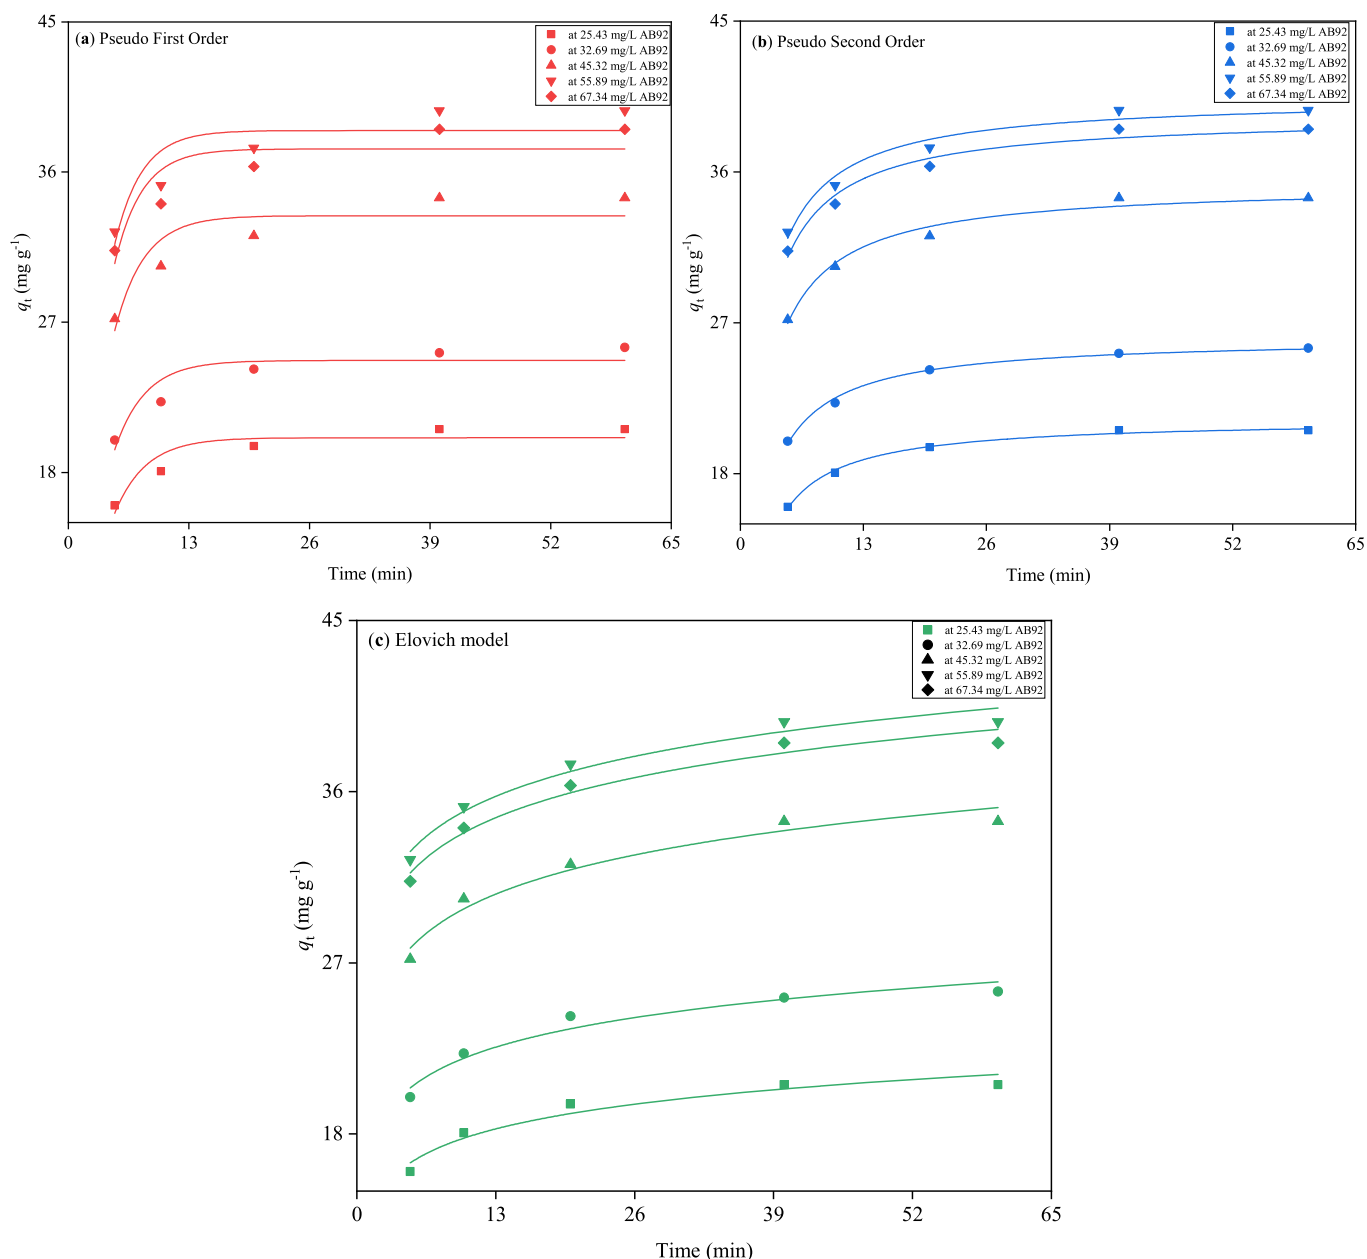 (a) Pseudo First Order
at 25.43 mg/L AB92
at 32.69 mg/L AB92
at 45.32 mg/L AB92
at 55.89 mg/L AB92
at 67.34 mg/L AB92
45
36
27
18
qt (mg g-1)
0 13 26 39 52 65
Time (min)
(b) Pseudo Second Order
at 25.43 mg/L AB92
at 32.69 mg/L AB92
at 45.32 mg/L AB92
at 55.89 mg/L AB92
at 67.34 mg/L AB92
45
36
27
18
qt (mg g-1)
0 13 26 39 52 65
Time (min)
(c) Elovich model
at 25.43 mg/L AB92
at 32.69 mg/L AB92
at 45.32 mg/L AB92
at 55.89 mg/L AB92
at 67.34 mg/L AB92
45
36
27
18
qt (mg g-1)
0 13 26 39 52 65
Time (min)